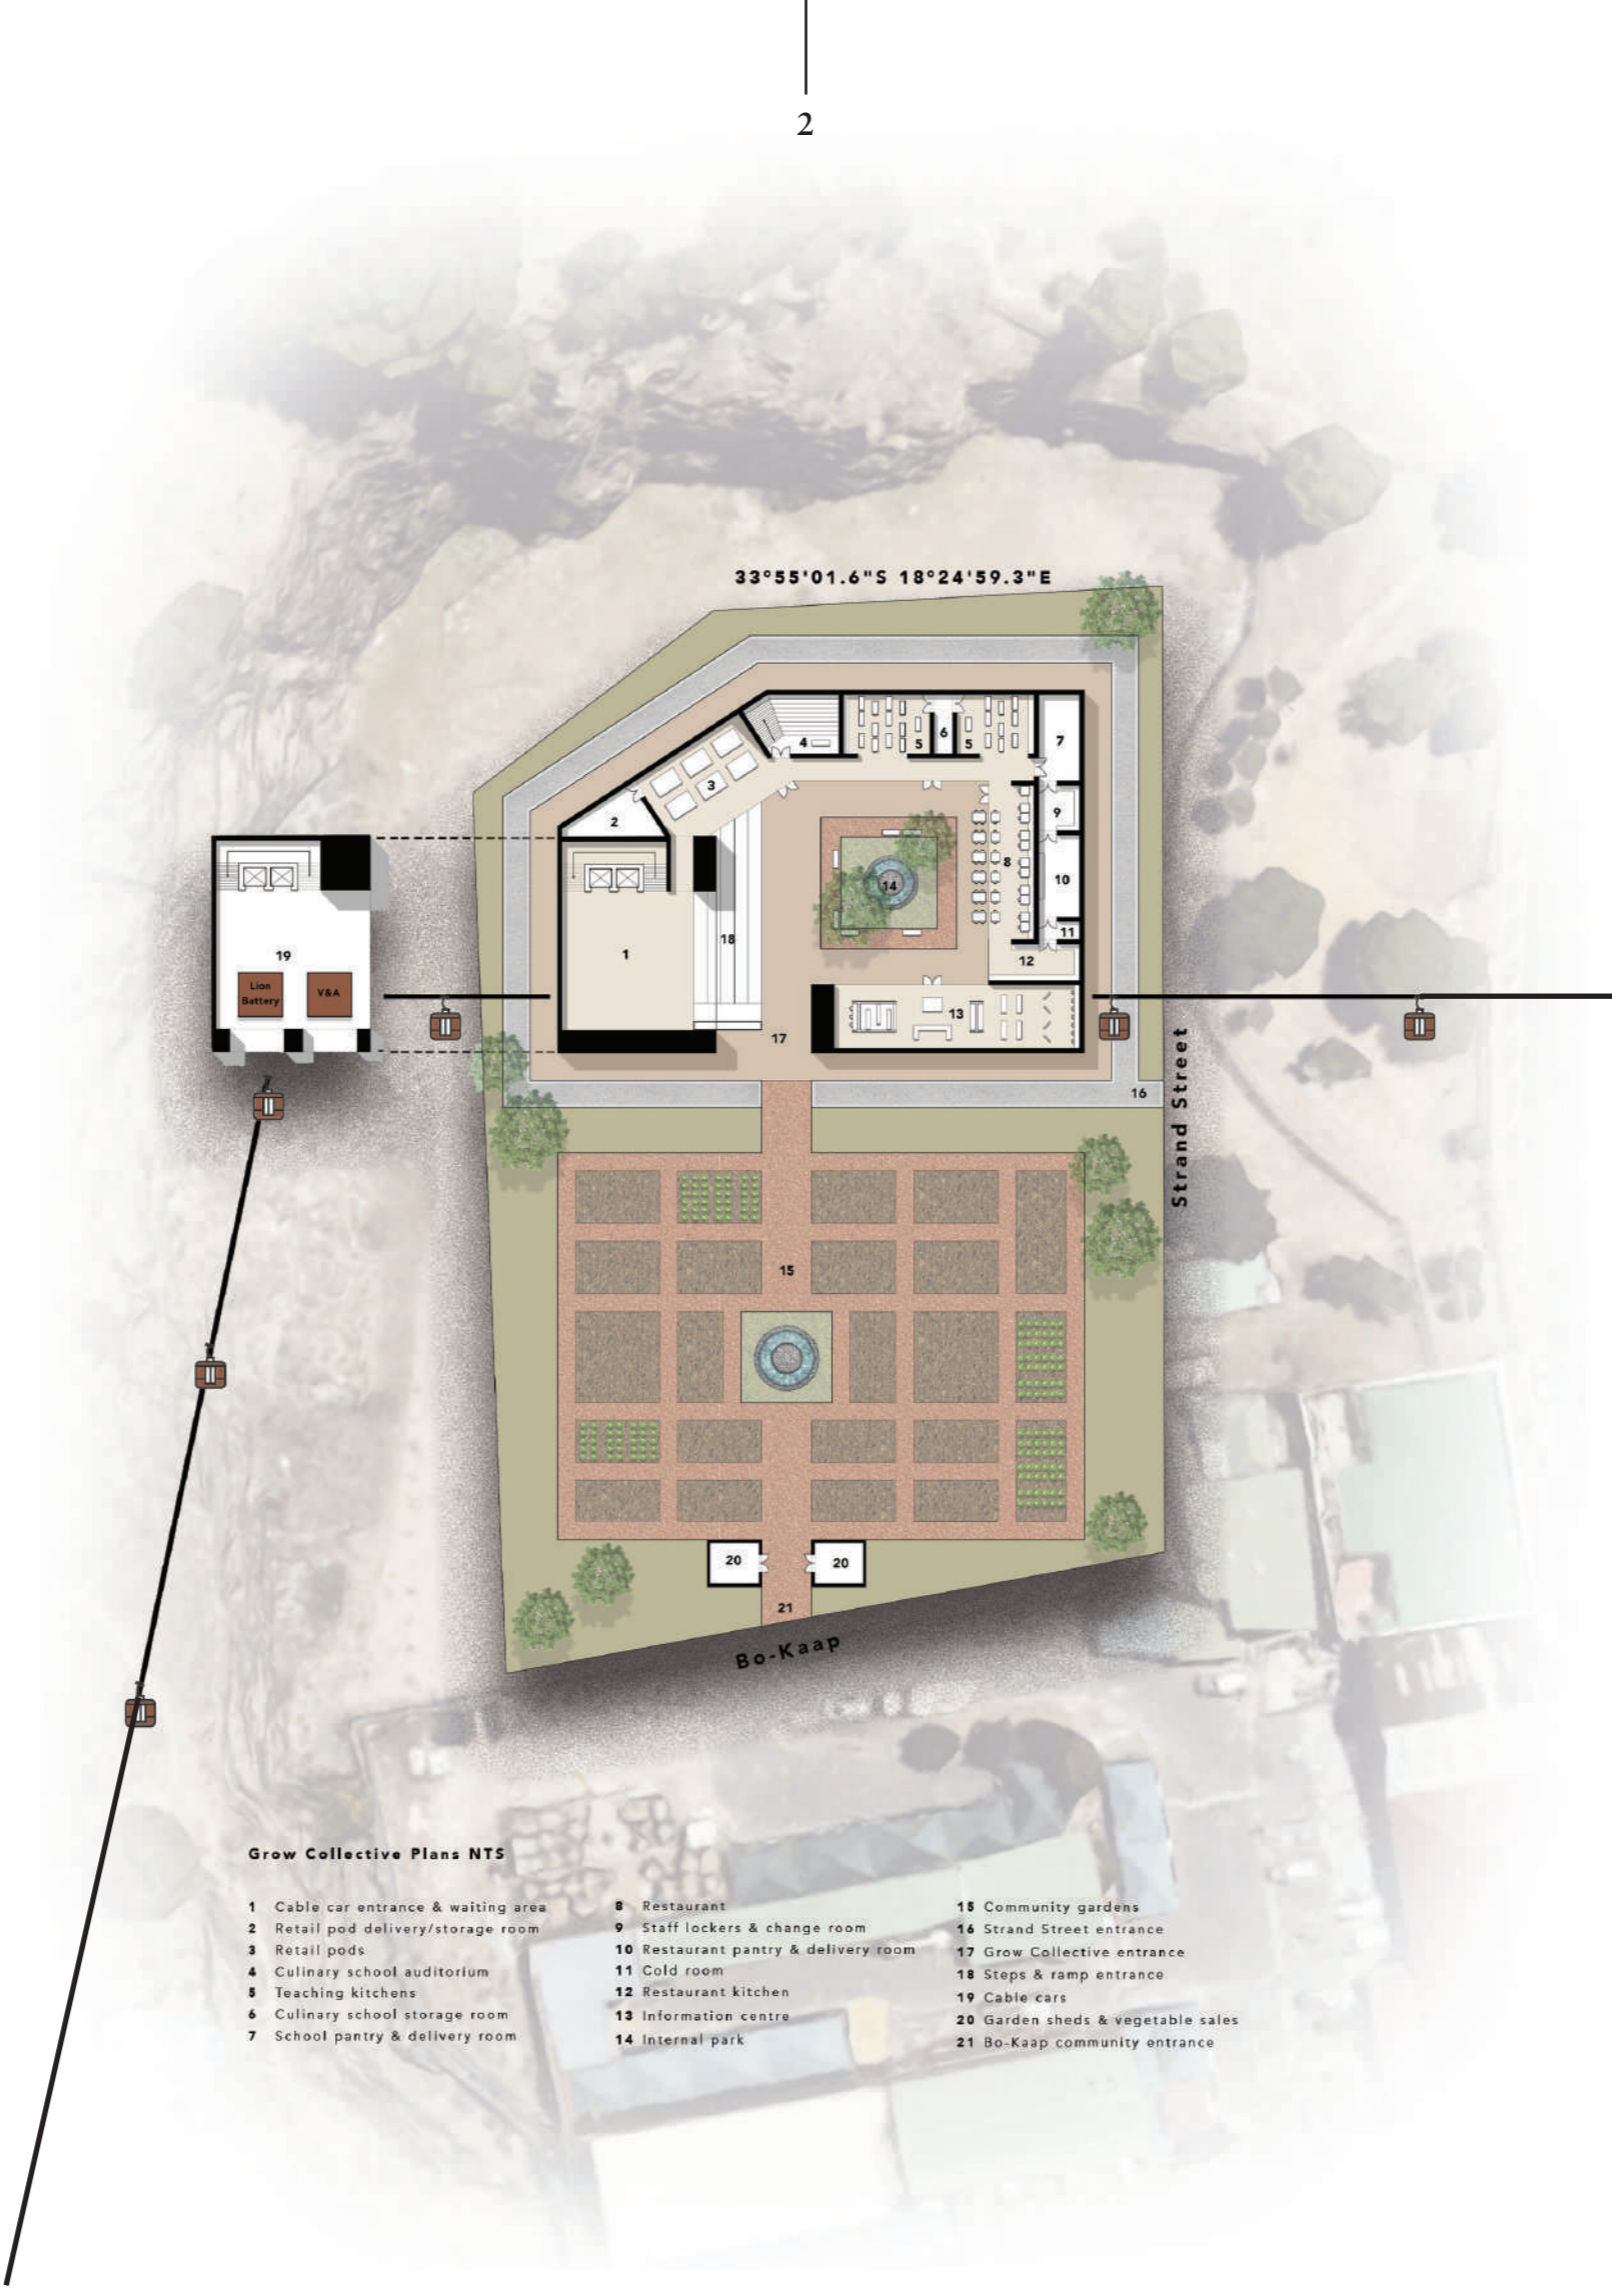 2
33°55'01.6"S 18°24'59.3"E
4
5
6
5
7
3
2
9
8
10
14
11
18
12
1
19
Lion
Battery
V&A
13
17
16
Strand Street
15
20
20
21
Bo-Kaap
Grow Collective Plans NTS
1 Cable car entrance & waiting area
2 Retail pod delivery/storage room
3 Retail pods
4 Culinary school auditorium
5 Teaching kitchens
6 Culinary school storage room
7 School pantry & delivery room
8 Restaurant
9 Staff lockers & change room
10 Restaurant pantry & delivery room
11 Cold room
12 Restaurant kitchen
13 Information centre
14 Internal park
15 Community gardens
16 Strand Street entrance
17 Grow Collective entrance
18 Steps & ramp entrance
19 Cable cars
20 Garden sheds & vegetable sales
21 Bo-Kaap community entrance